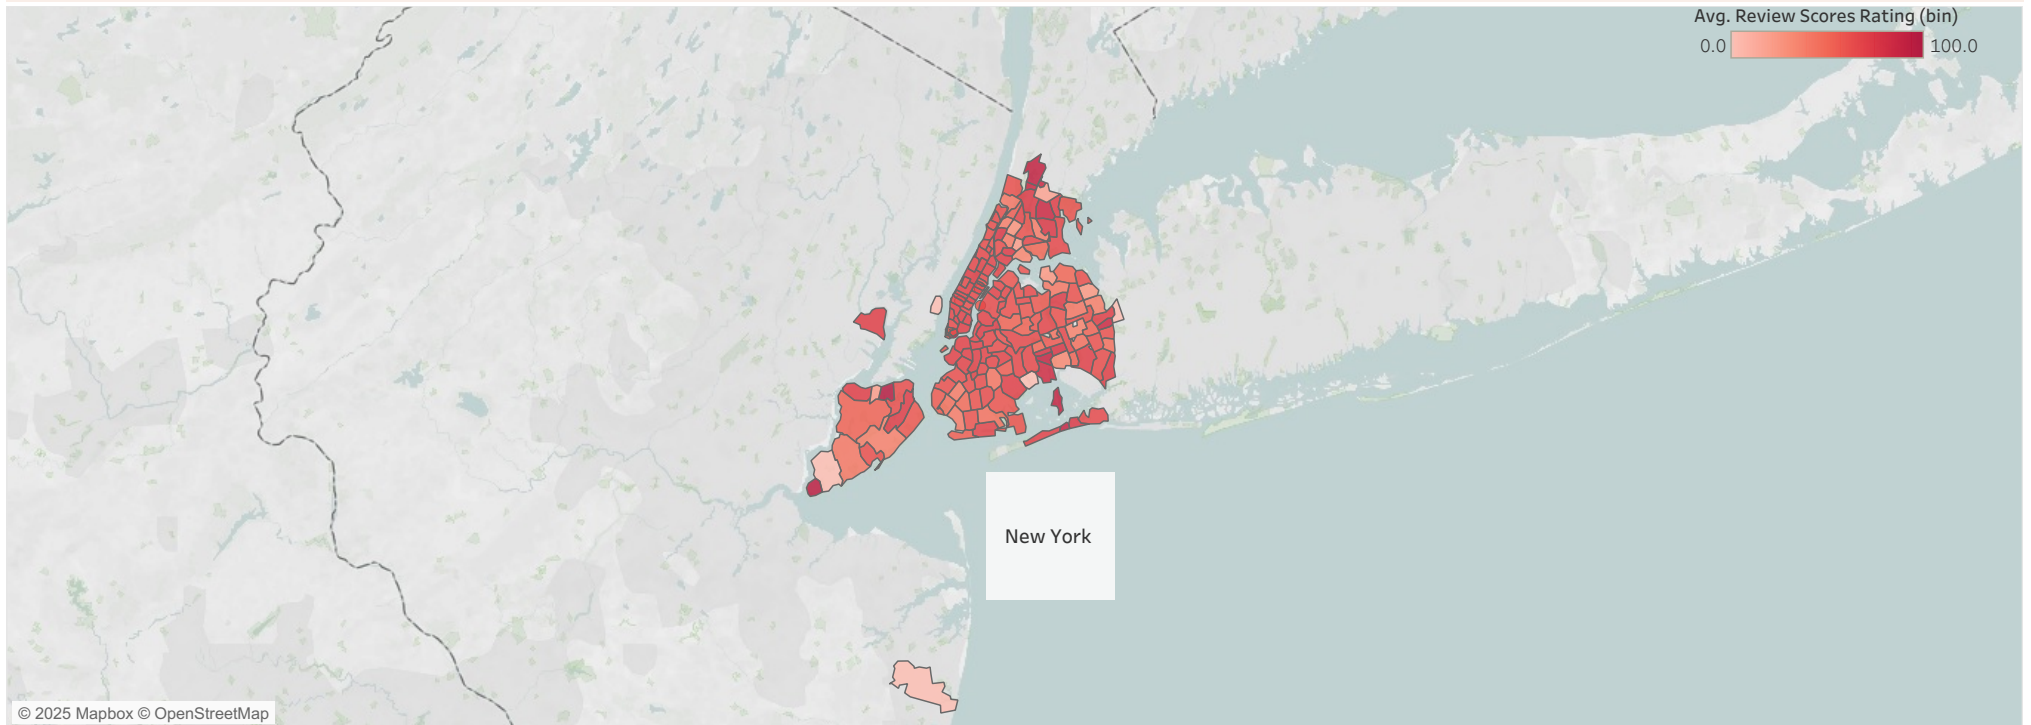 Avg. Review Scores Rating (bin)
0.0 100.0
New York
© 2025 Mapbox © OpenStreetMap